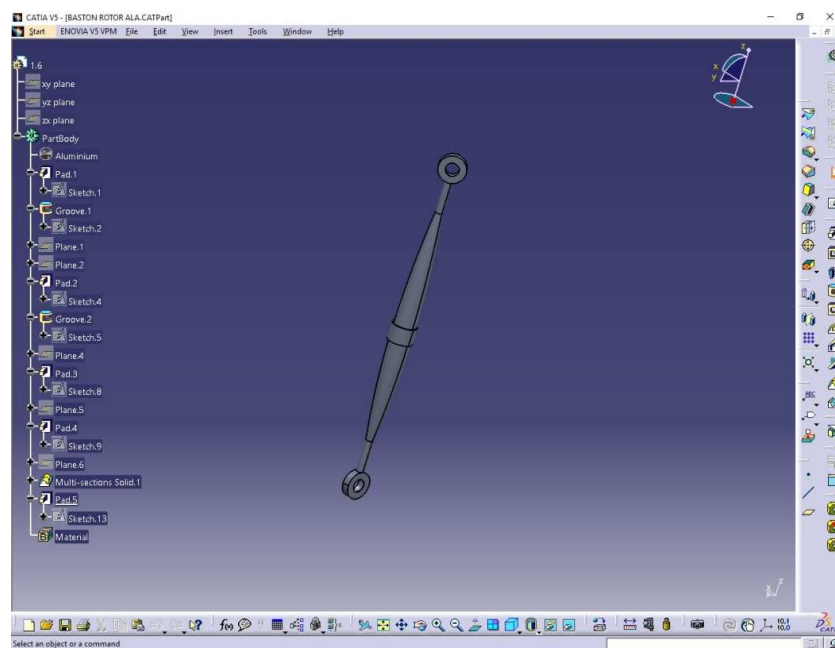 CATIA V5 - [BASTON ROTOR ALA.CATPart]
Start ENOVIA V5 VPM File Edit View Insert Tools Window Help
1.6
xy plane
yz plane
zx plane
PartBody
Aluminium
Pad.1
Sketch.1
Groove.1
Sketch.2
Plane.1
Plane.2
Pad.2
Sketch.4
Groove.2
Sketch.5
Plane.4
Pad.3
Sketch.8
Plane.5
Pad.4
Sketch.9
Plane.6
Multi-sections Solid.1
Pad.5
Sketch.13
Material
z
x
y
f(x)
Select an object or a command